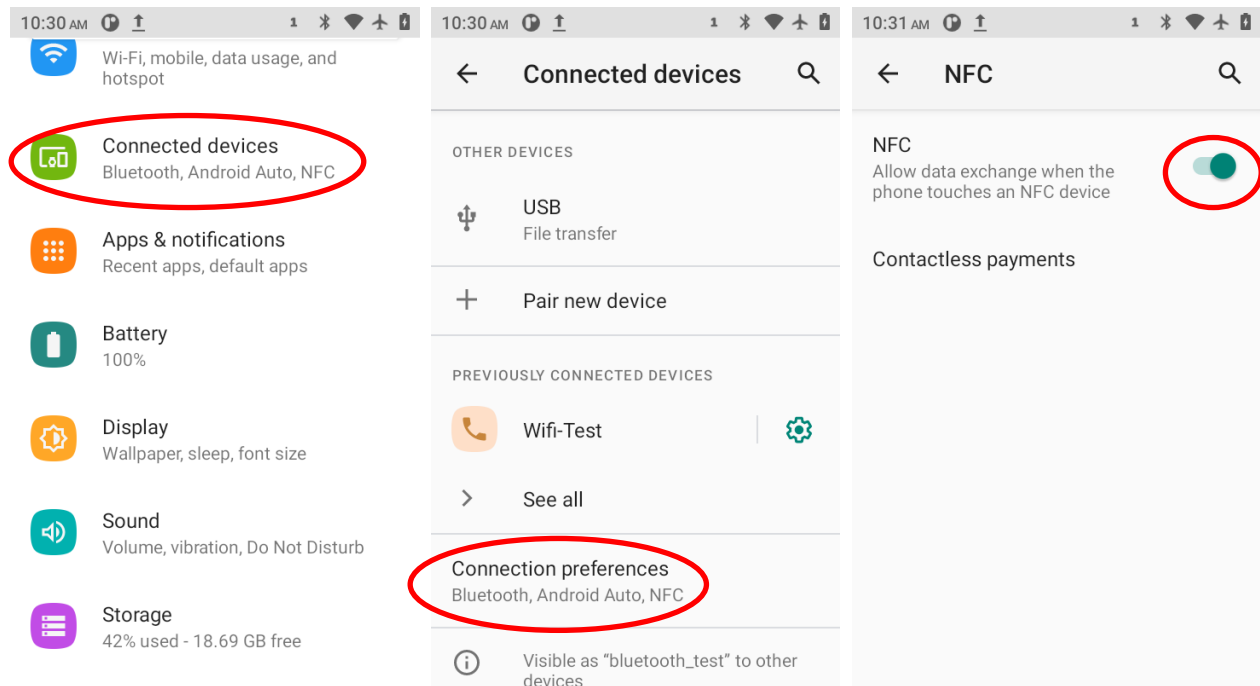 10:30 AM
1
Wi-Fi, mobile, data usage, and
hotspot
Connected devices
Bluetooth, Android Auto, NFC
Apps & notifications
Recent apps, default apps
Battery
100%
Display
Wallpaper, sleep, font size
Sound
Volume, vibration, Do Not Disturb
Storage
42% used - 18.69 GB free
10:30 AM
1
Connected devices
OTHER DEVICES
USB
File transfer
Pair new device
PREVIOUSLY CONNECTED DEVICES
Wifi-Test
See all
Connection preferences
Bluetooth, Android Auto, NFC
Visible as “bluetooth_test” to other
devices
10:31 AM
1
NFC
NFC
Allow data exchange when the
phone touches an NFC device
Contactless payments